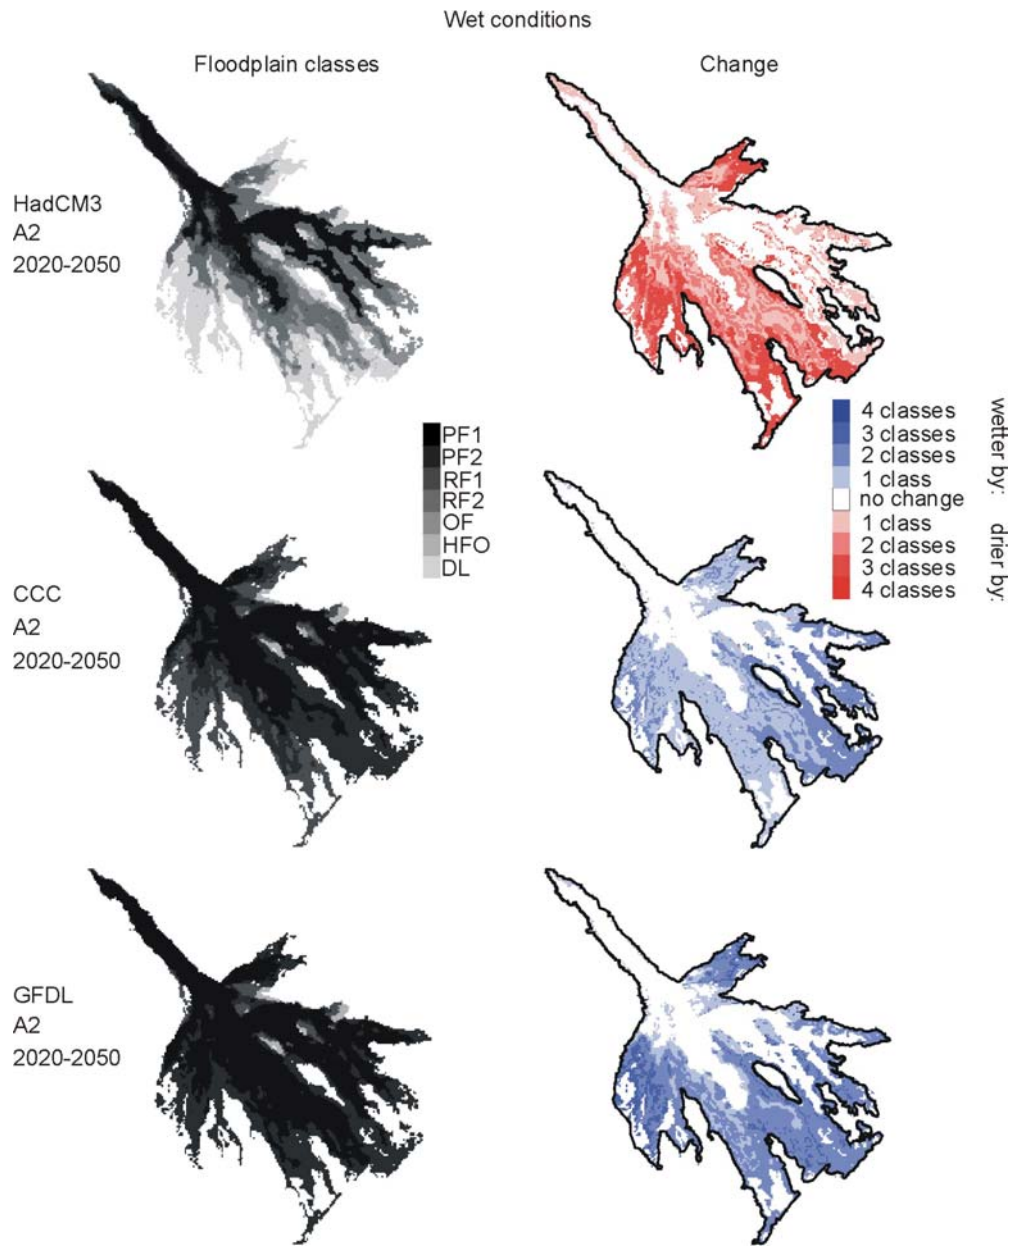 Wet conditions
Floodplain classes
Change
HadCM3
A2
2020-2050
PF1
PF2
RF1
RF2
OF
HFO
DL
4 classes
3 classes
2 classes
1 class
no change
1 class
2 classes
3 classes
4 classes
wetter by:
drier by:
CCC
A2
2020-2050
GFDL
A2
2020-2050